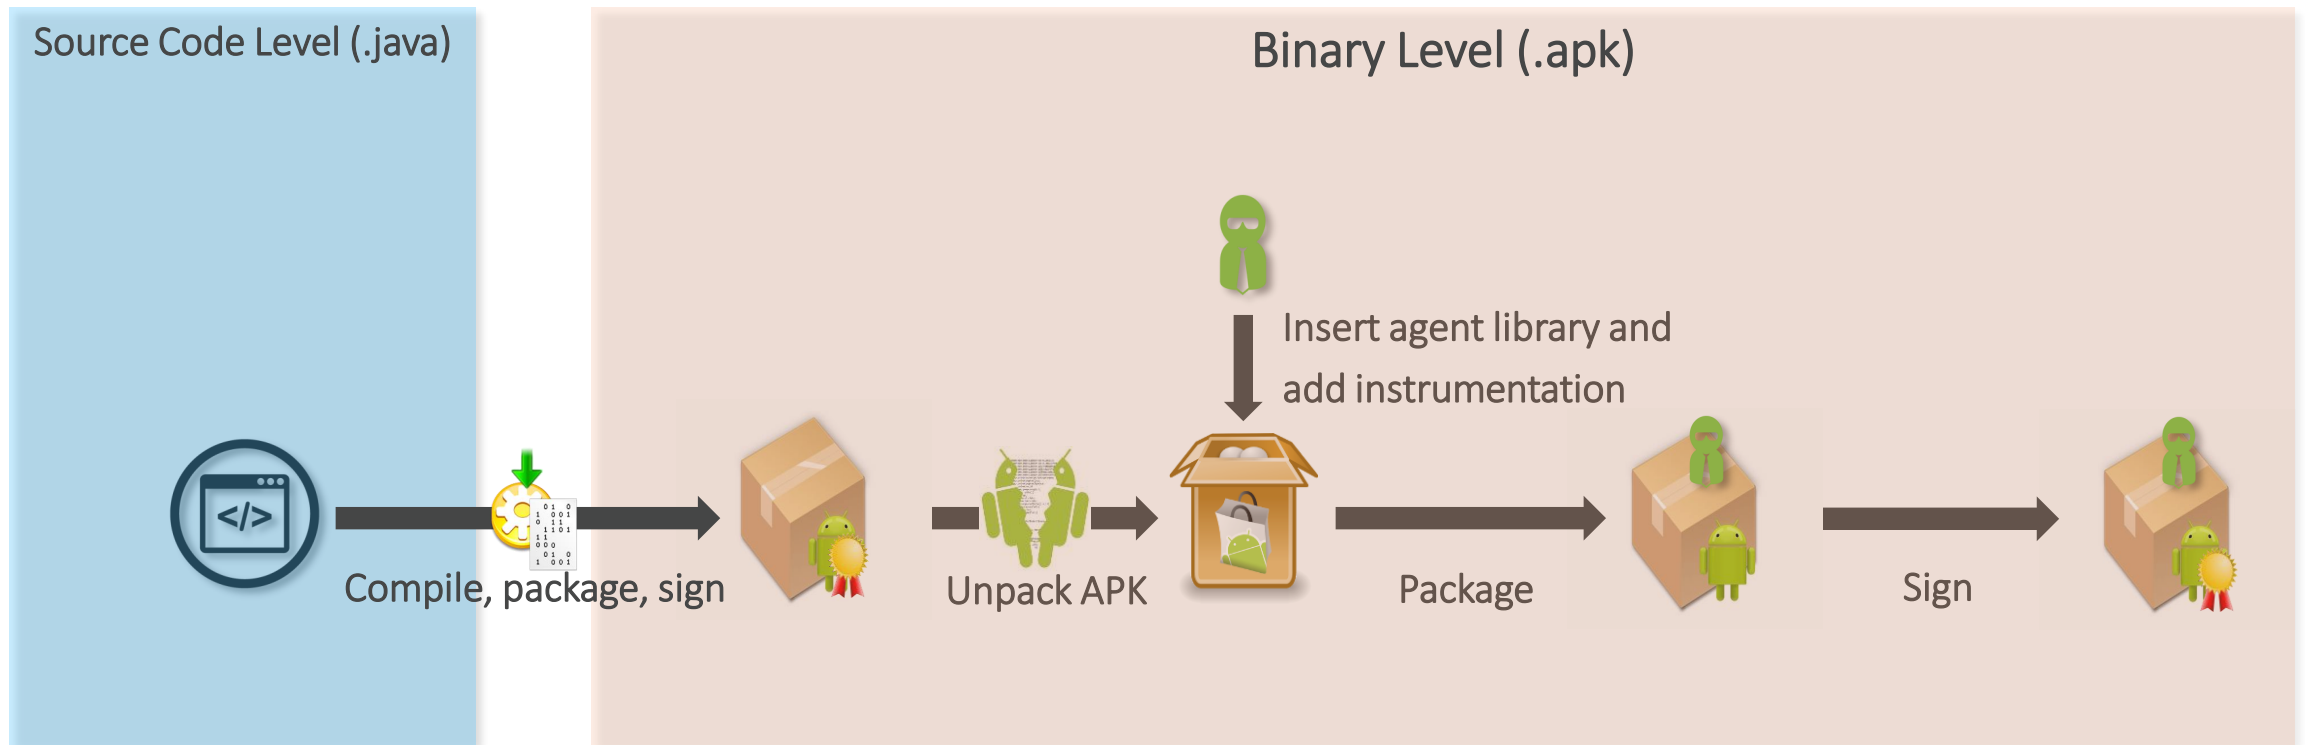 Source Code Level (.java)
Binary Level (.apk)
Insert agent library and
add instrumentation
</>
Compile, package, sign
Unpack APK
Package
Sign